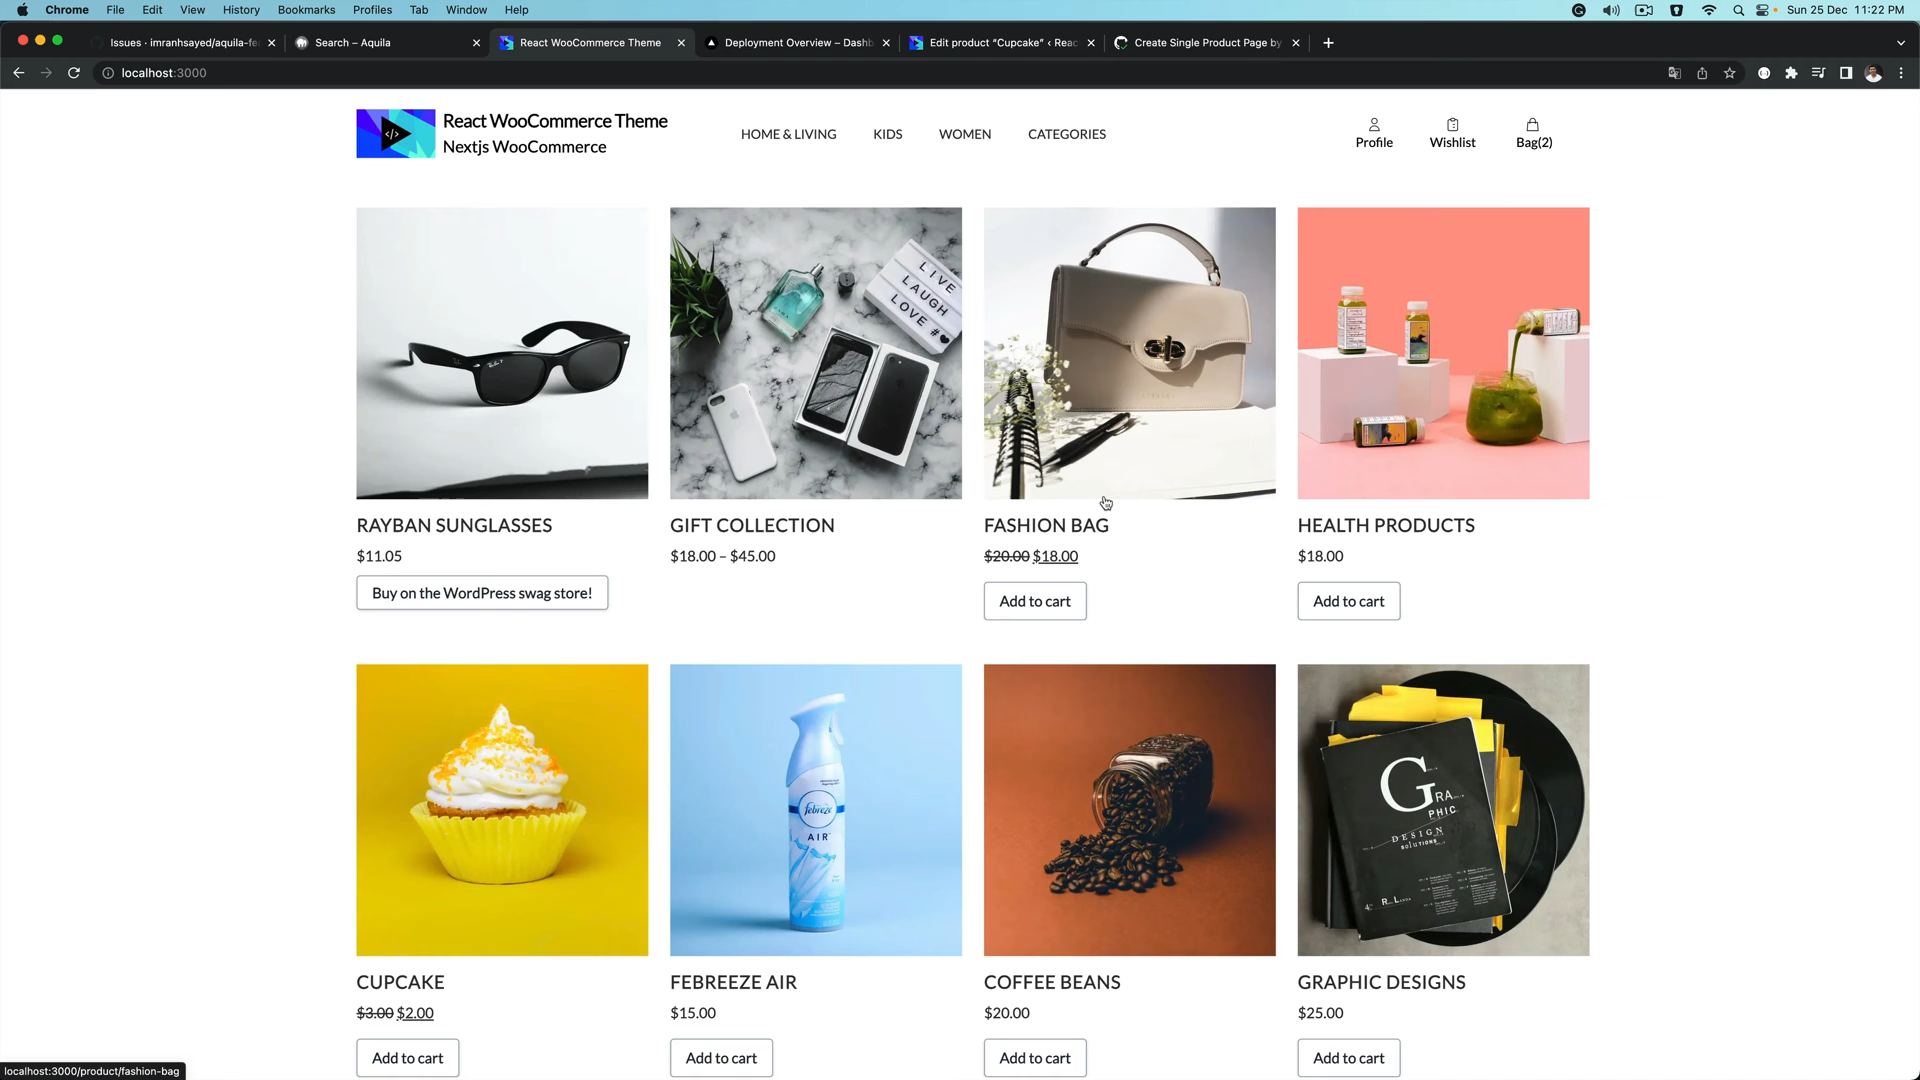 Chrome File Edit View History Bookmarks Profiles Tab Window Help Sun 25 Dec 11:22 PM
Issues · imranhsayed/aquila-fe
Search – Aquila
React WooCommerce Theme
Deployment Overview – Dashb
Edit product “Cupcake” ‹ Reac
Create Single Product Page by
localhost:3000
React WooCommerce Theme
Nextjs WooCommerce
HOME & LIVING KIDS WOMEN CATEGORIES
Profile Wishlist Bag(2)
LIVE
LAUGH
LOVE #
RAYBAN SUNGLASSES
$11.05
Buy on the WordPress swag store!
GIFT COLLECTION
$18.00 – $45.00
FASHION BAG
$20.00 $18.00
Add to cart
HEALTH PRODUCTS
$18.00
Add to cart
febreze
AIR
GRA
PHIC
DESIGN
SOLUTIONS
CUPCAKE
$3.00 $2.00
Add to cart
FEBREEZE AIR
$15.00
Add to cart
COFFEE BEANS
$20.00
Add to cart
GRAPHIC DESIGNS
$25.00
Add to cart
localhost:3000/product/fashion-bag